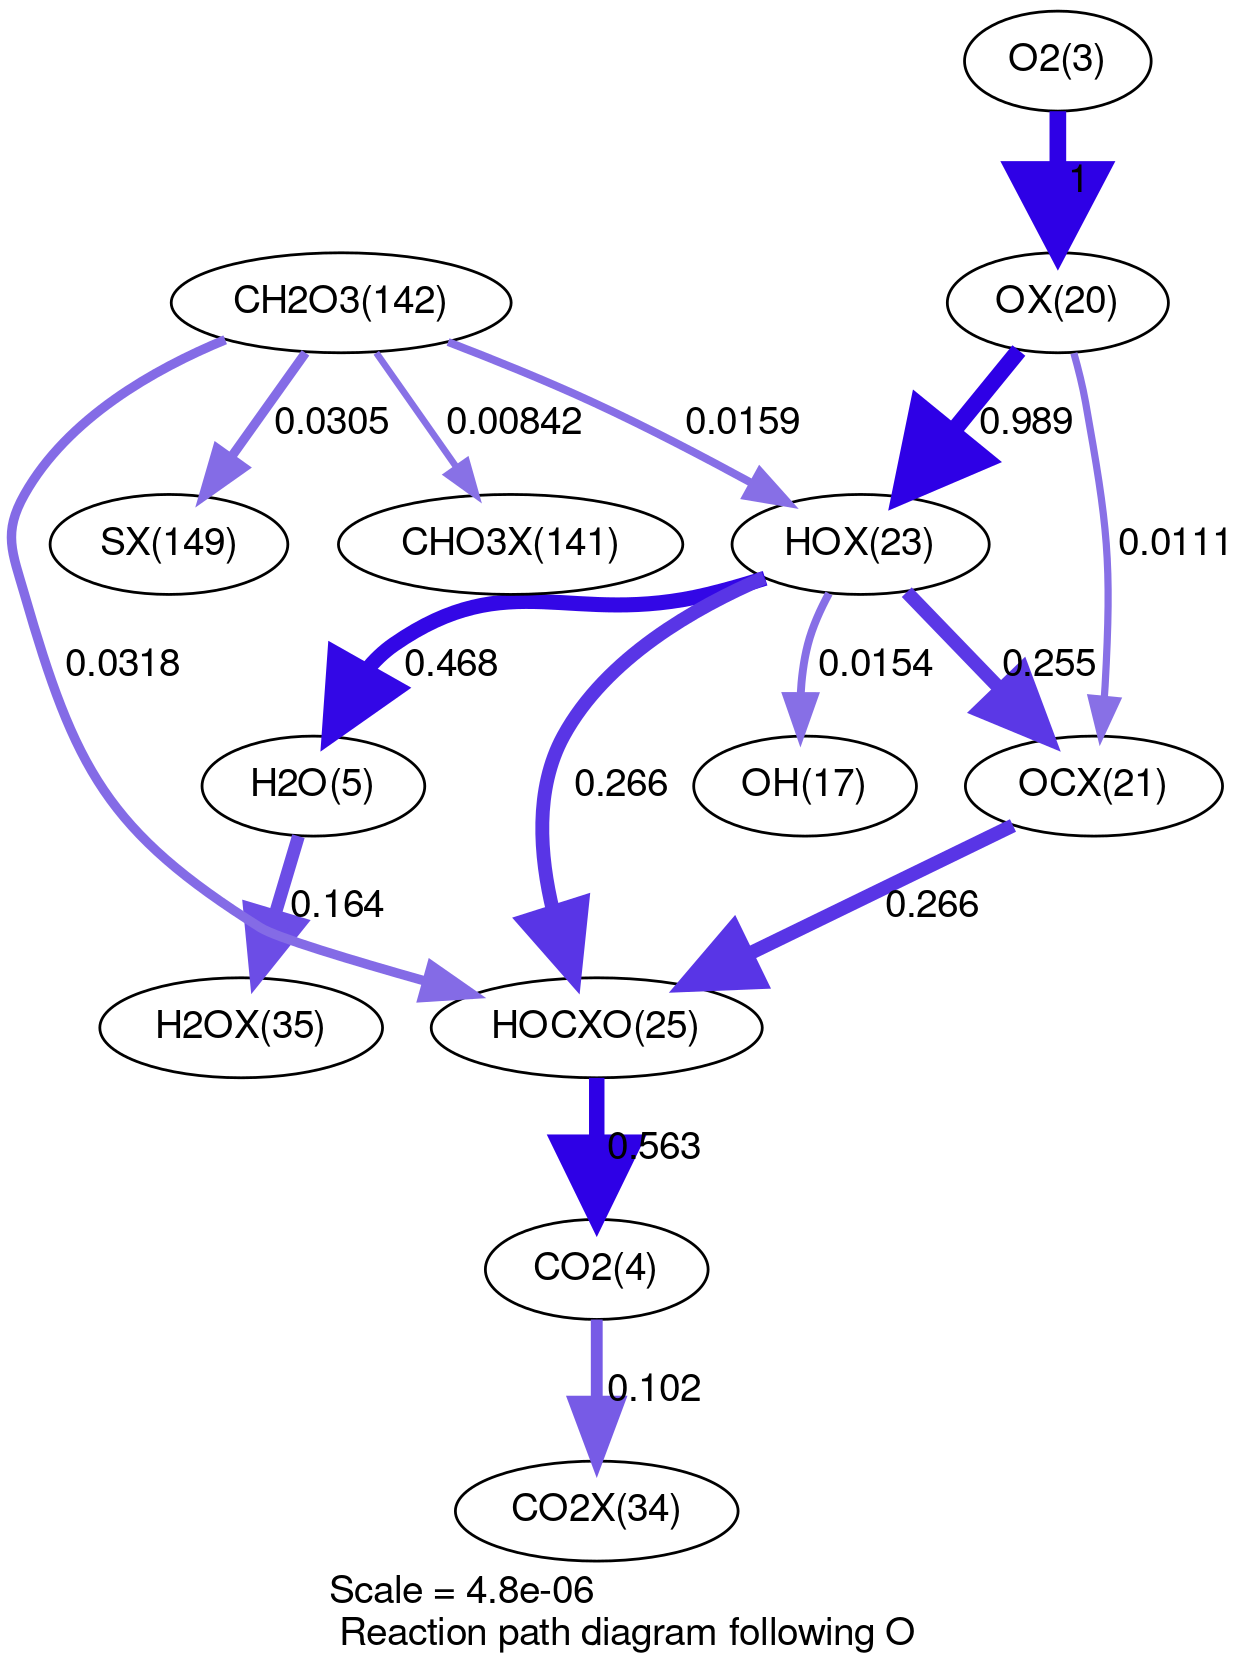 O2(3)
1
CH2O3(142)
OX(20)
0.0305
0.00842
0.0159
0.989
SX(149)
CHO3X(141)
HOX(23)
0.0111
0.0318
0.468
0.0154
0.255
H2O(5)
0.266
OH(17)
OCX(21)
0.164
0.266
H2OX(35)
HOCXO(25)
0.563
CO2(4)
0.102
CO2X(34)
Scale = 4.8e-06
Reaction path diagram following O